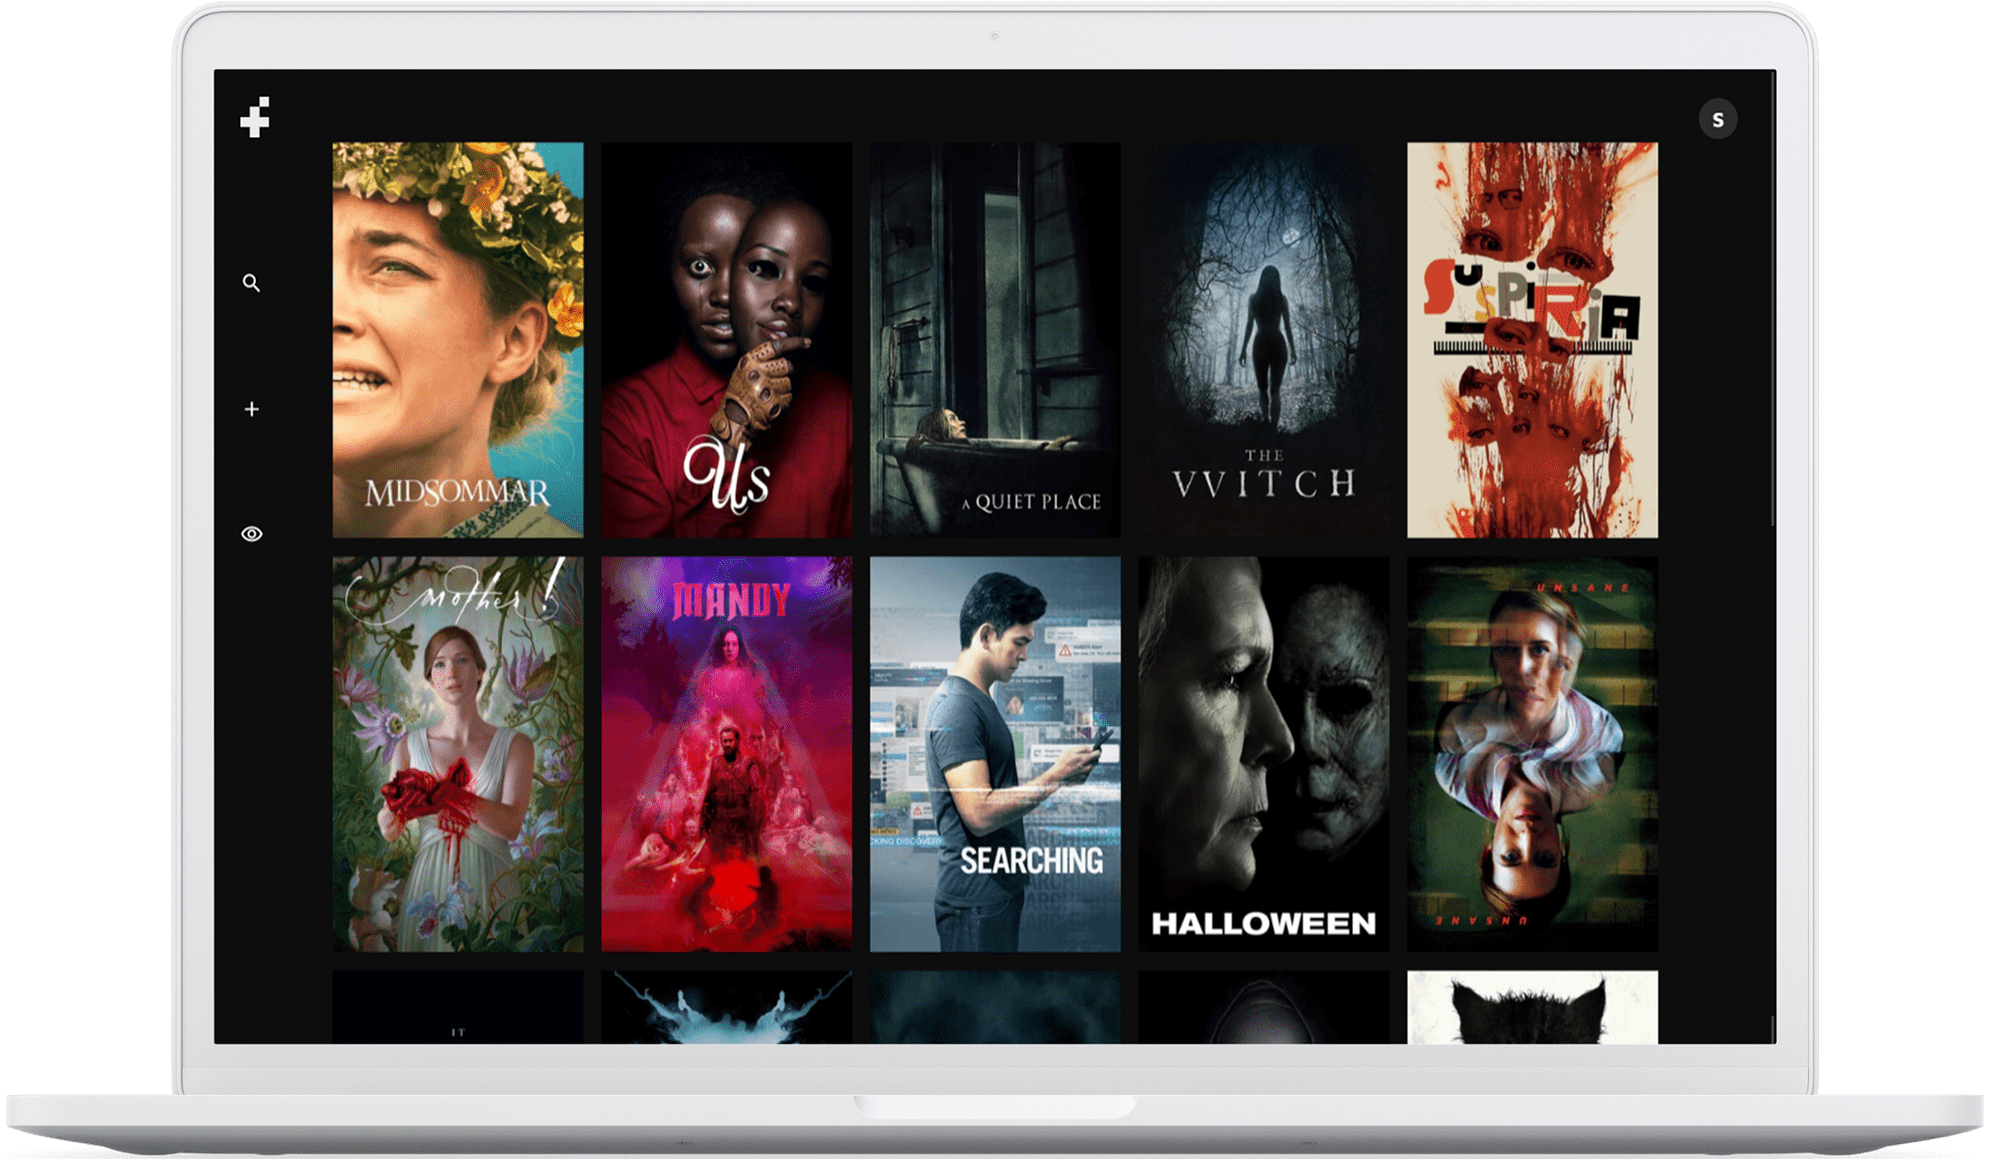 S
MIDSOMMAR
Us
A QUIET PLACE
THE
VVITCH
SUSPIRIA
mother!
MANDY
SEARCHING
HALLOWEEN
UNSANE
UNSANE
IT